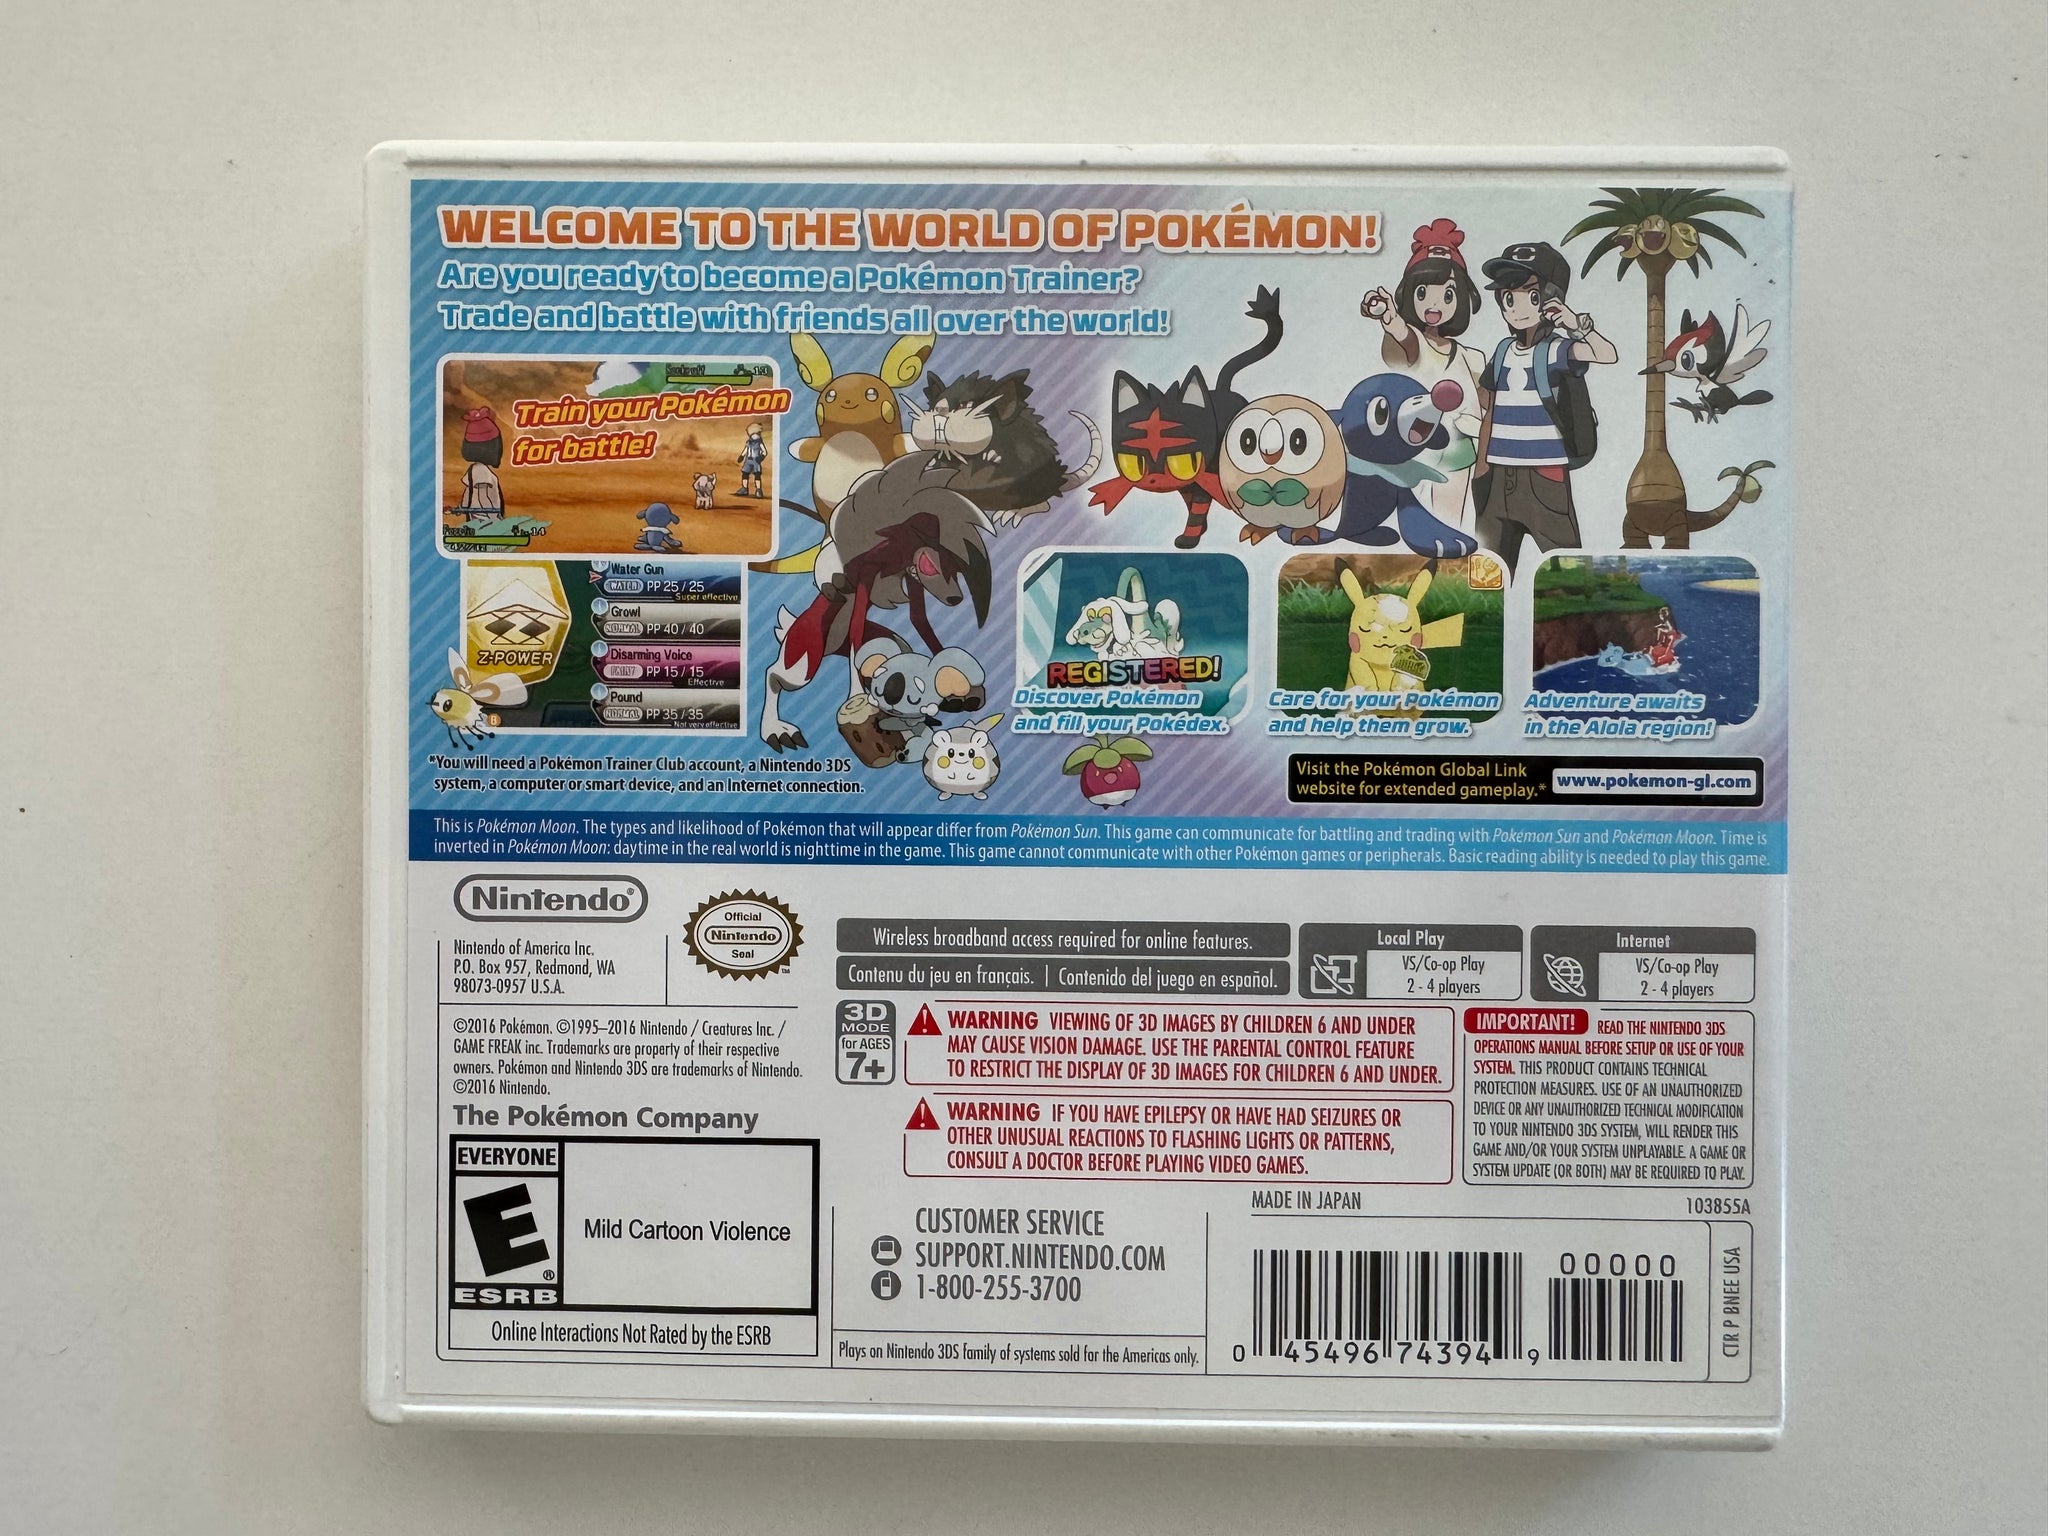 WELCOME TO THE WORLD OF POKÉMON!
Are you ready to become a Pokémon Trainer?
Trade and battle with friends all over the world!
Train your Pokémon
for battle!
Lv.14
Water Gun
WATER PP 25/25
Super effective
Growl
NORMAL PP 40/40
Disarming Voice
FAIRY PP 15/15
Effective
Pound
NORMAL PP 35/35
Not very effective
Z-POWER
B
REGISTERED!
Discover Pokémon
and fill your Pokédex.
Care for your Pokémon
and help them grow.
Adventure awaits
in the Alola region!
*You will need a Pokémon Trainer Club account, a Nintendo 3DS
system, a computer or smart device, and an Internet connection.
Visit the Pokémon Global Link
website for extended gameplay.*
www.pokemon-gl.com
This is Pokémon Moon. The types and likelihood of Pokémon that will appear differ from Pokémon Sun. This game can communicate for battling and trading with Pokémon Sun and Pokémon Moon. Time is
inverted in Pokémon Moon: daytime in the real world is nighttime in the game. This game cannot communicate with other Pokémon games or peripherals. Basic reading ability is needed to play this game.
Nintendo®
Nintendo of America Inc.
P.O. Box 957, Redmond, WA
98073-0957 U.S.A.
Official
Nintendo
Seal
TM
Wireless broadband access required for online features.
Contenu du jeu en français. | Contenido del juego en español.
Local Play
VS/Co-op Play
2 - 4 players
Internet
VS/Co-op Play
2 - 4 players
©2016 Pokémon. ©1995–2016 Nintendo / Creatures Inc. /
GAME FREAK inc. Trademarks are property of their respective
owners. Pokémon and Nintendo 3DS are trademarks of Nintendo.
©2016 Nintendo.
The Pokémon Company
3D
MODE
for AGES
7+
WARNING VIEWING OF 3D IMAGES BY CHILDREN 6 AND UNDER
MAY CAUSE VISION DAMAGE. USE THE PARENTAL CONTROL FEATURE
TO RESTRICT THE DISPLAY OF 3D IMAGES FOR CHILDREN 6 AND UNDER.
WARNING IF YOU HAVE EPILEPSY OR HAVE HAD SEIZURES OR
OTHER UNUSUAL REACTIONS TO FLASHING LIGHTS OR PATTERNS,
CONSULT A DOCTOR BEFORE PLAYING VIDEO GAMES.
IMPORTANT! READ THE NINTENDO 3DS
OPERATIONS MANUAL BEFORE SETUP OR USE OF YOUR
SYSTEM. THIS PRODUCT CONTAINS TECHNICAL
PROTECTION MEASURES. USE OF AN UNAUTHORIZED
DEVICE OR ANY UNAUTHORIZED TECHNICAL MODIFICATION
TO YOUR NINTENDO 3DS SYSTEM, WILL RENDER THIS
GAME AND/OR YOUR SYSTEM UNPLAYABLE. A GAME OR
SYSTEM UPDATE (OR BOTH) MAY BE REQUIRED TO PLAY.
EVERYONE
E
®
ESRB
Mild Cartoon Violence
Online Interactions Not Rated by the ESRB
CUSTOMER SERVICE
SUPPORT.NINTENDO.COM
1-800-255-3700
Plays on Nintendo 3DS family of systems sold for the Americas only.
MADE IN JAPAN
103855A
00000
0 45496 74394 9
CTR P BNEE USA